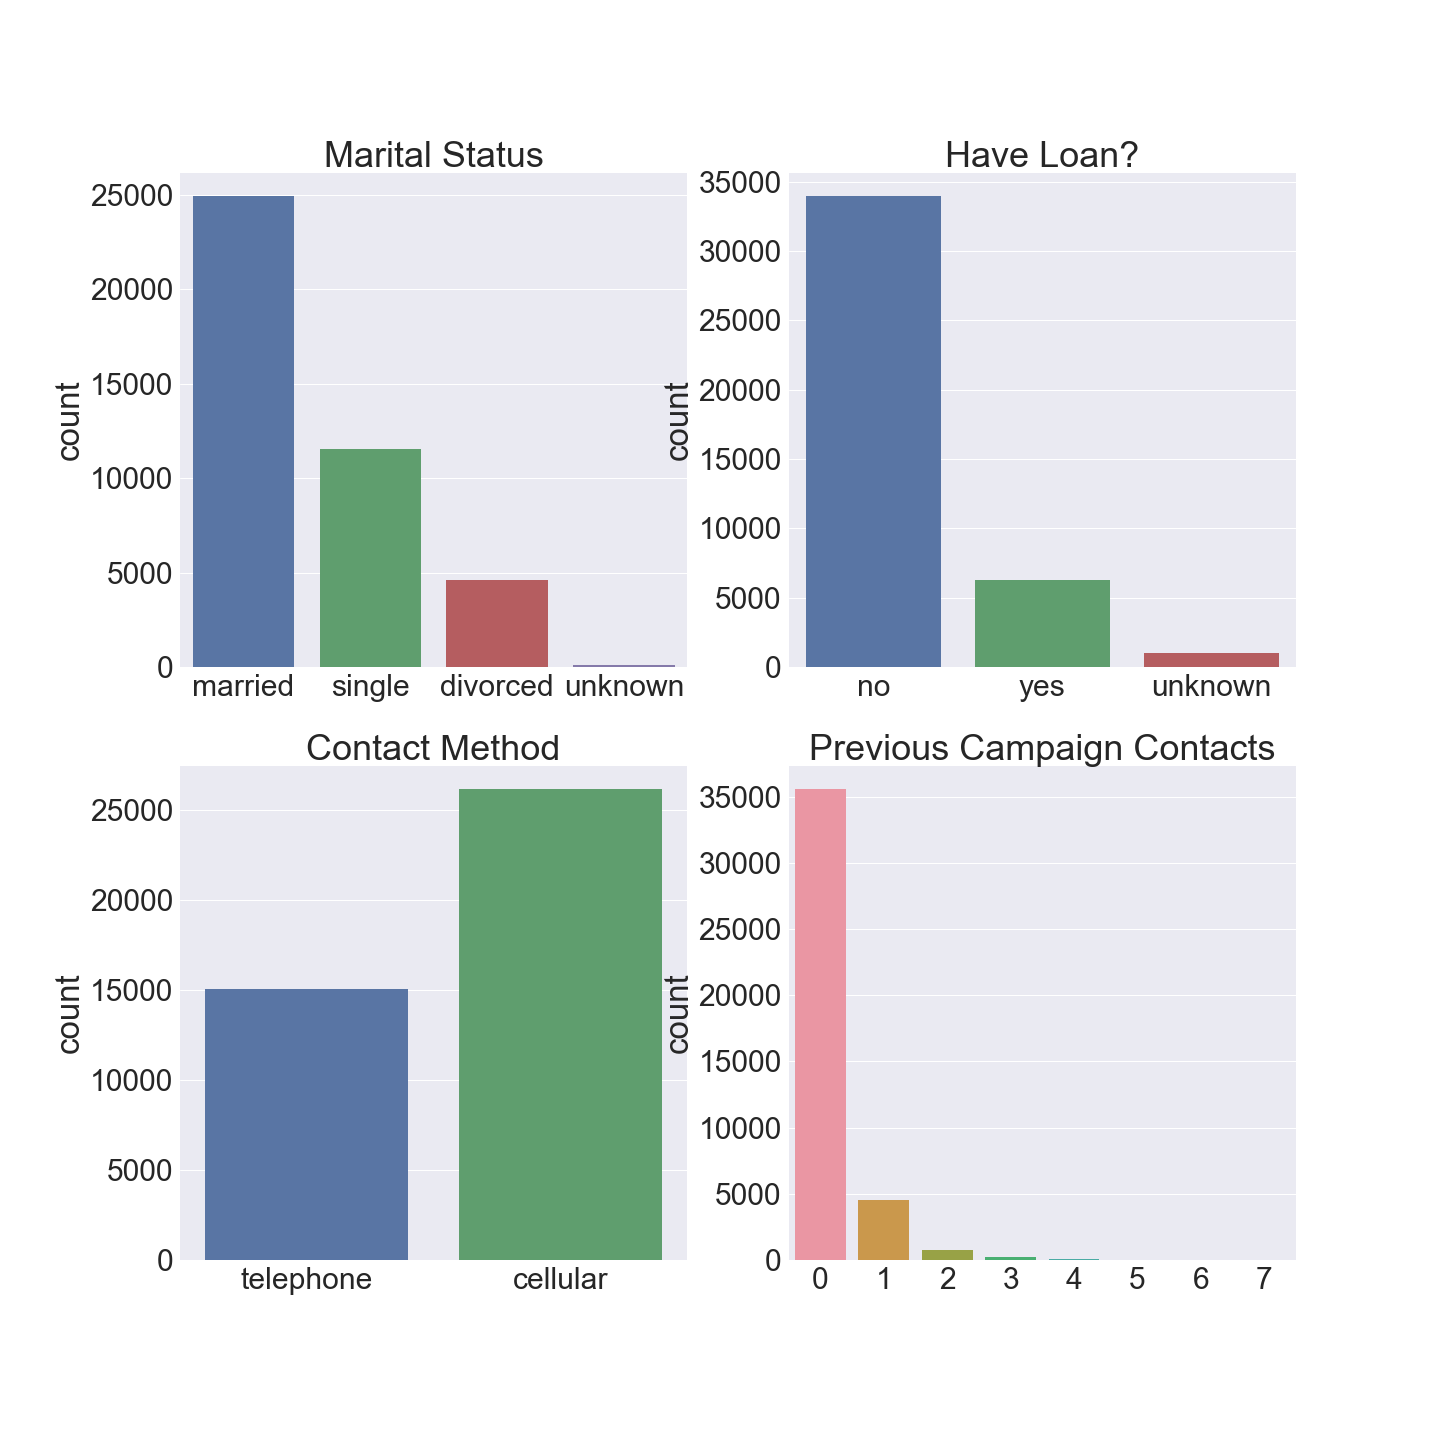 Marital Status
25000
20000
15000
10000
5000
0
count
married single divorced unknown
Have Loan?
35000
30000
25000
20000
15000
10000
5000
0
count
no yes unknown
Contact Method
25000
20000
15000
10000
5000
0
count
telephone cellular
Previous Campaign Contacts
35000
30000
25000
20000
15000
10000
5000
0
count
0 1 2 3 4 5 6 7